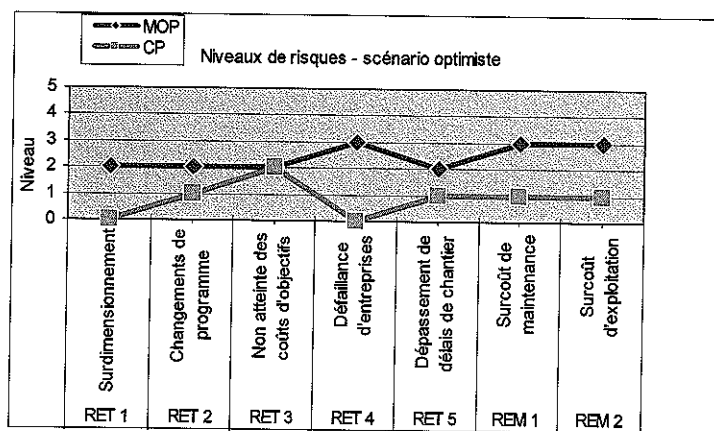 MOP
CP
Niveaux de risques - scénario optimiste
Niveau
5
4
3
2
1
0
Surdimensionnement
Changements de
programme
Non atteinte des
coûts d'objectifs
Défaillance
d'entreprises
Dépassement de
délais de chantier
Surcoût de
maintenance
Surcoût
d'exploitation
RET 1
RET 2
RET 3
RET 4
RET 5
REM 1
REM 2